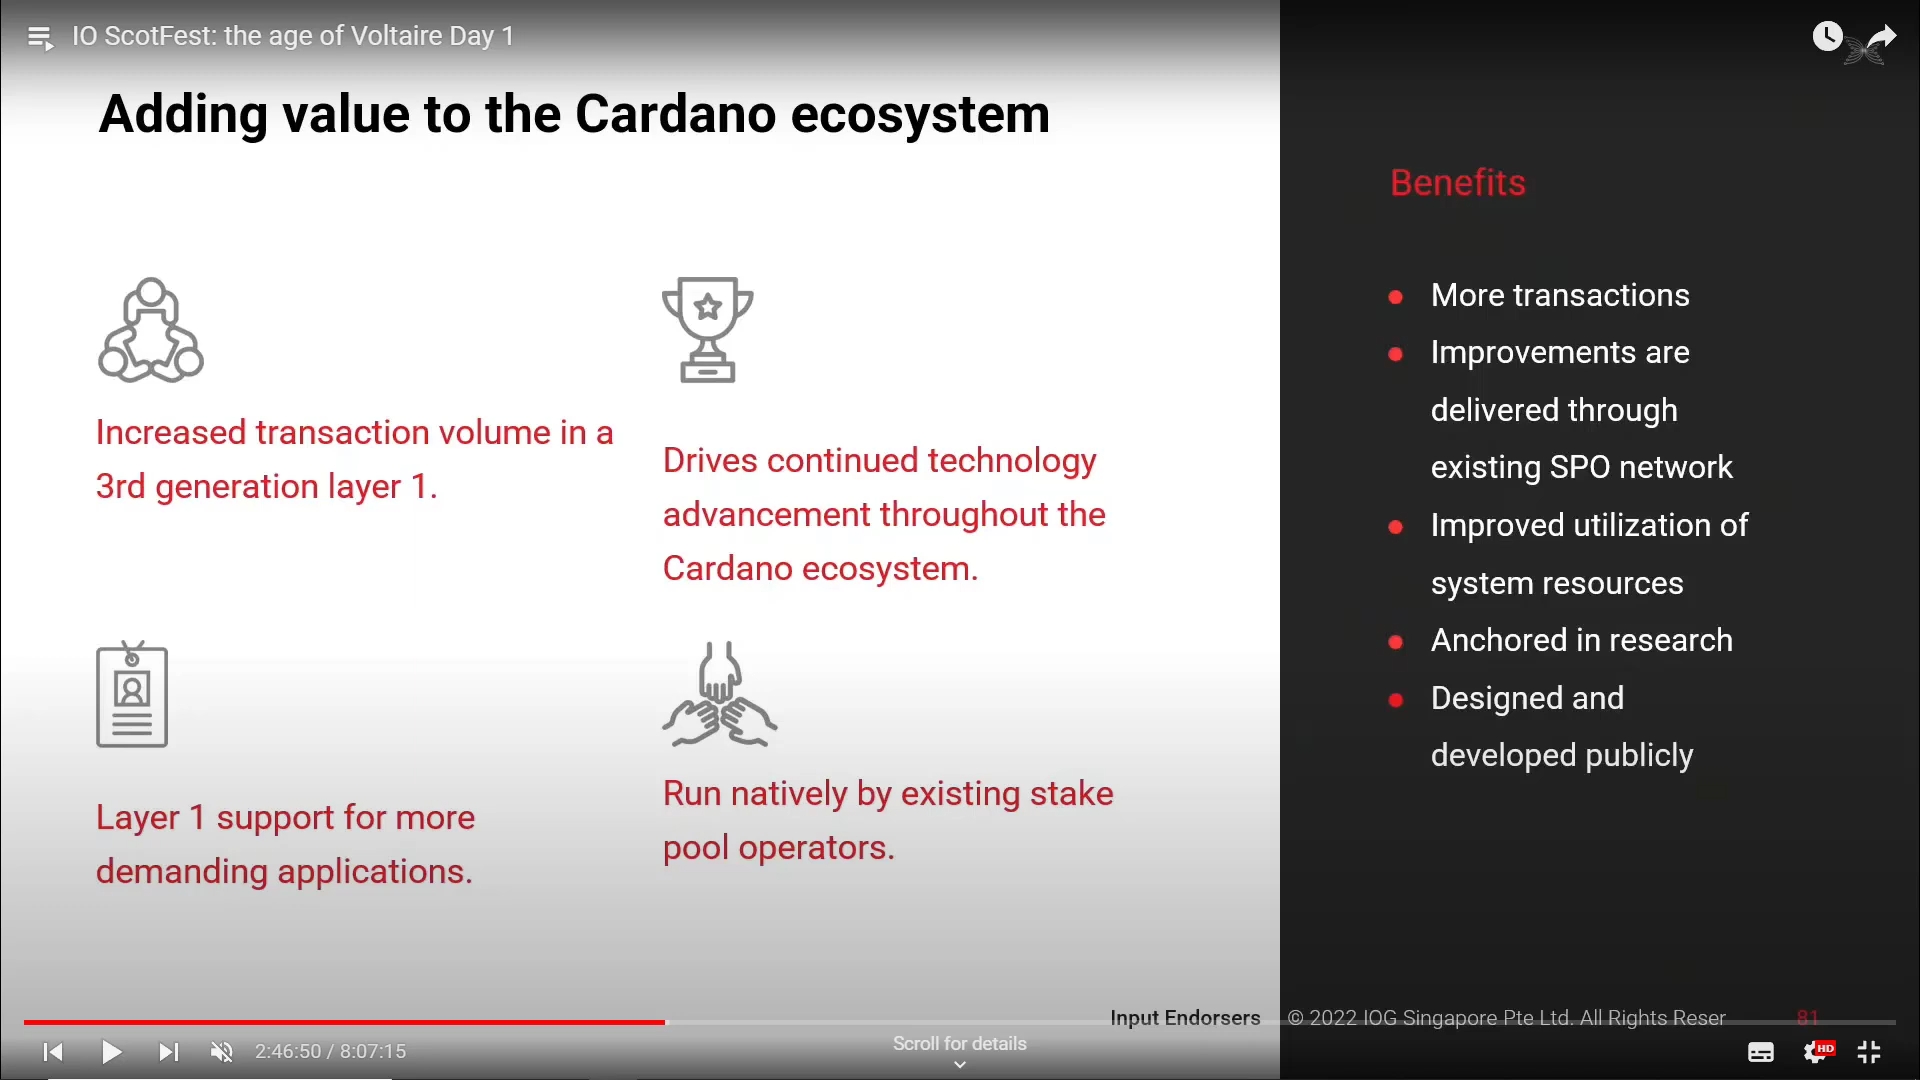 IO ScotFest: the age of Voltaire Day 1
Adding value to the Cardano ecosystem
Increased transaction volume in a
3rd generation layer 1.
Drives continued technology
advancement throughout the
Cardano ecosystem.
Layer 1 support for more
demanding applications.
Run natively by existing stake
pool operators.
Benefits
More transactions
Improvements are
delivered through
existing SPO network
Improved utilization of
system resources
Anchored in research
Designed and
developed publicly
Input Endorsers
© 2022 IOG Singapore Pte Ltd. All Rights Reser
81
2:46:50 / 8:07:15
Scroll for details
HD